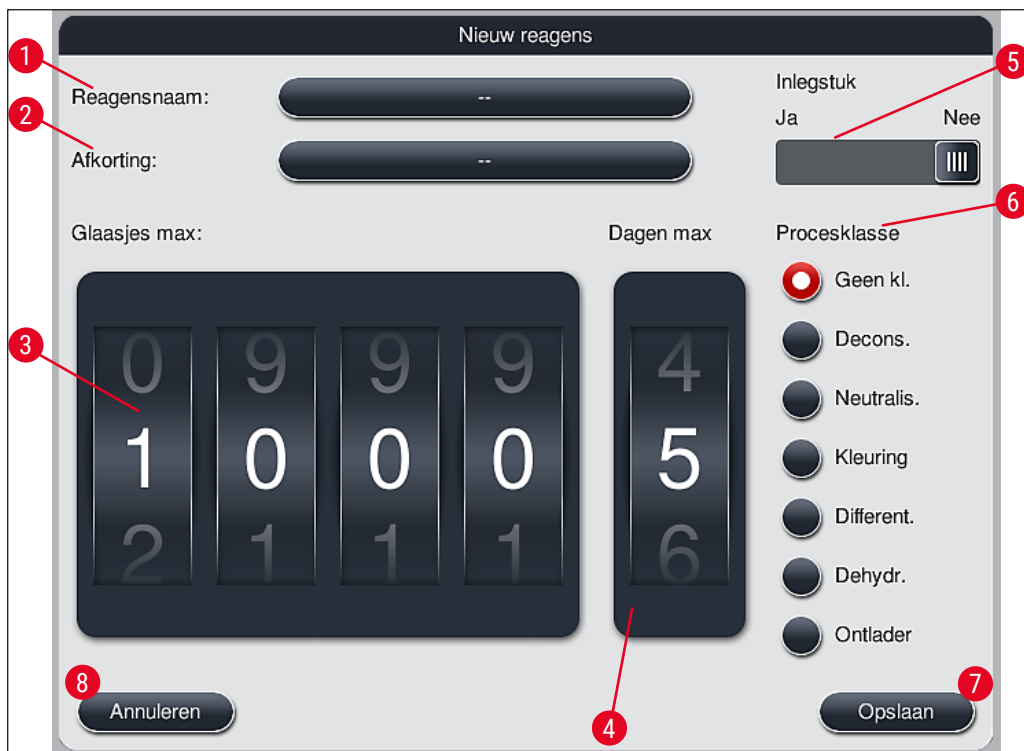 Nieuw reagens
1
Reagensnaam:
--
2
Afkorting:
--
Inlegstuk
5
Ja
Nee
Glaasjes max:
Dagen max
Procesklasse
6
3
0 9 9 9
1 0 0 0
2 1 1 1
4
5
6
4
Geen kl.
Decons.
Neutralis.
Kleuring
Different.
Dehydr.
Ontlader
8
Annuleren
7
Opslaan